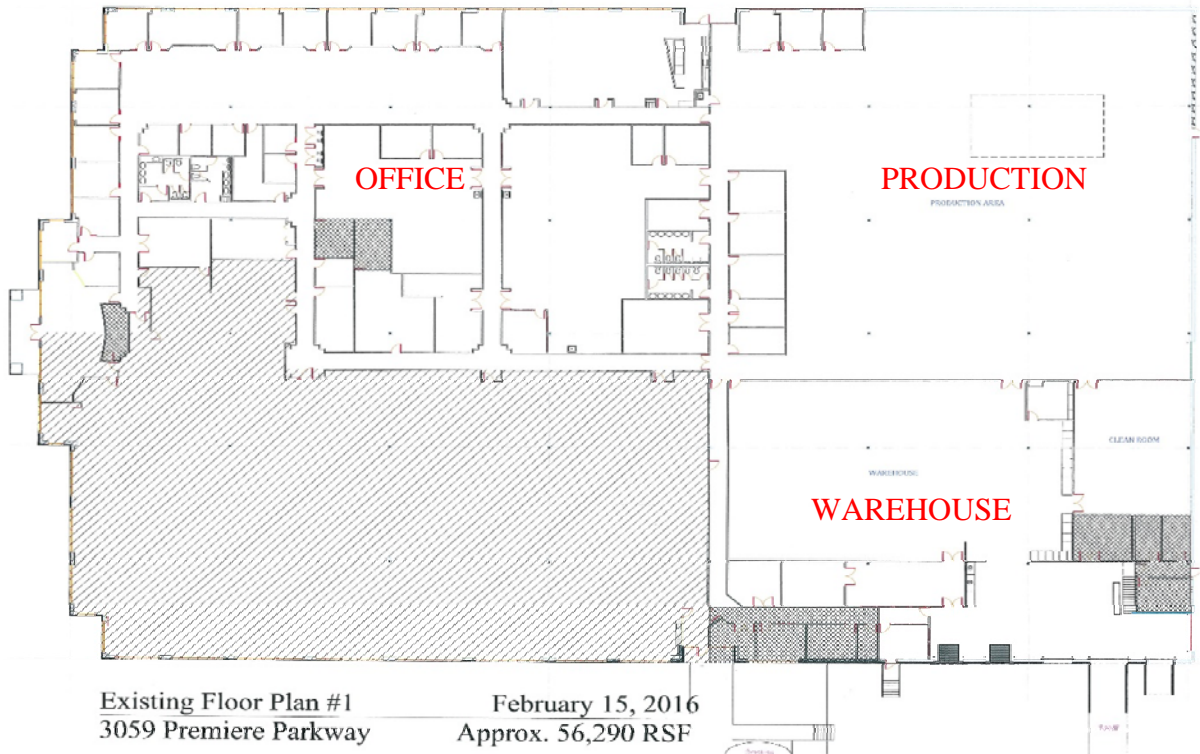 OFFICE
PRODUCTION
PRODUCTION AREA
CLEAN ROOM
WAREHOUSE
WAREHOUSE
Existing Floor Plan #1
February 15, 2016
3059 Premiere Parkway
Approx. 56,290 RSF